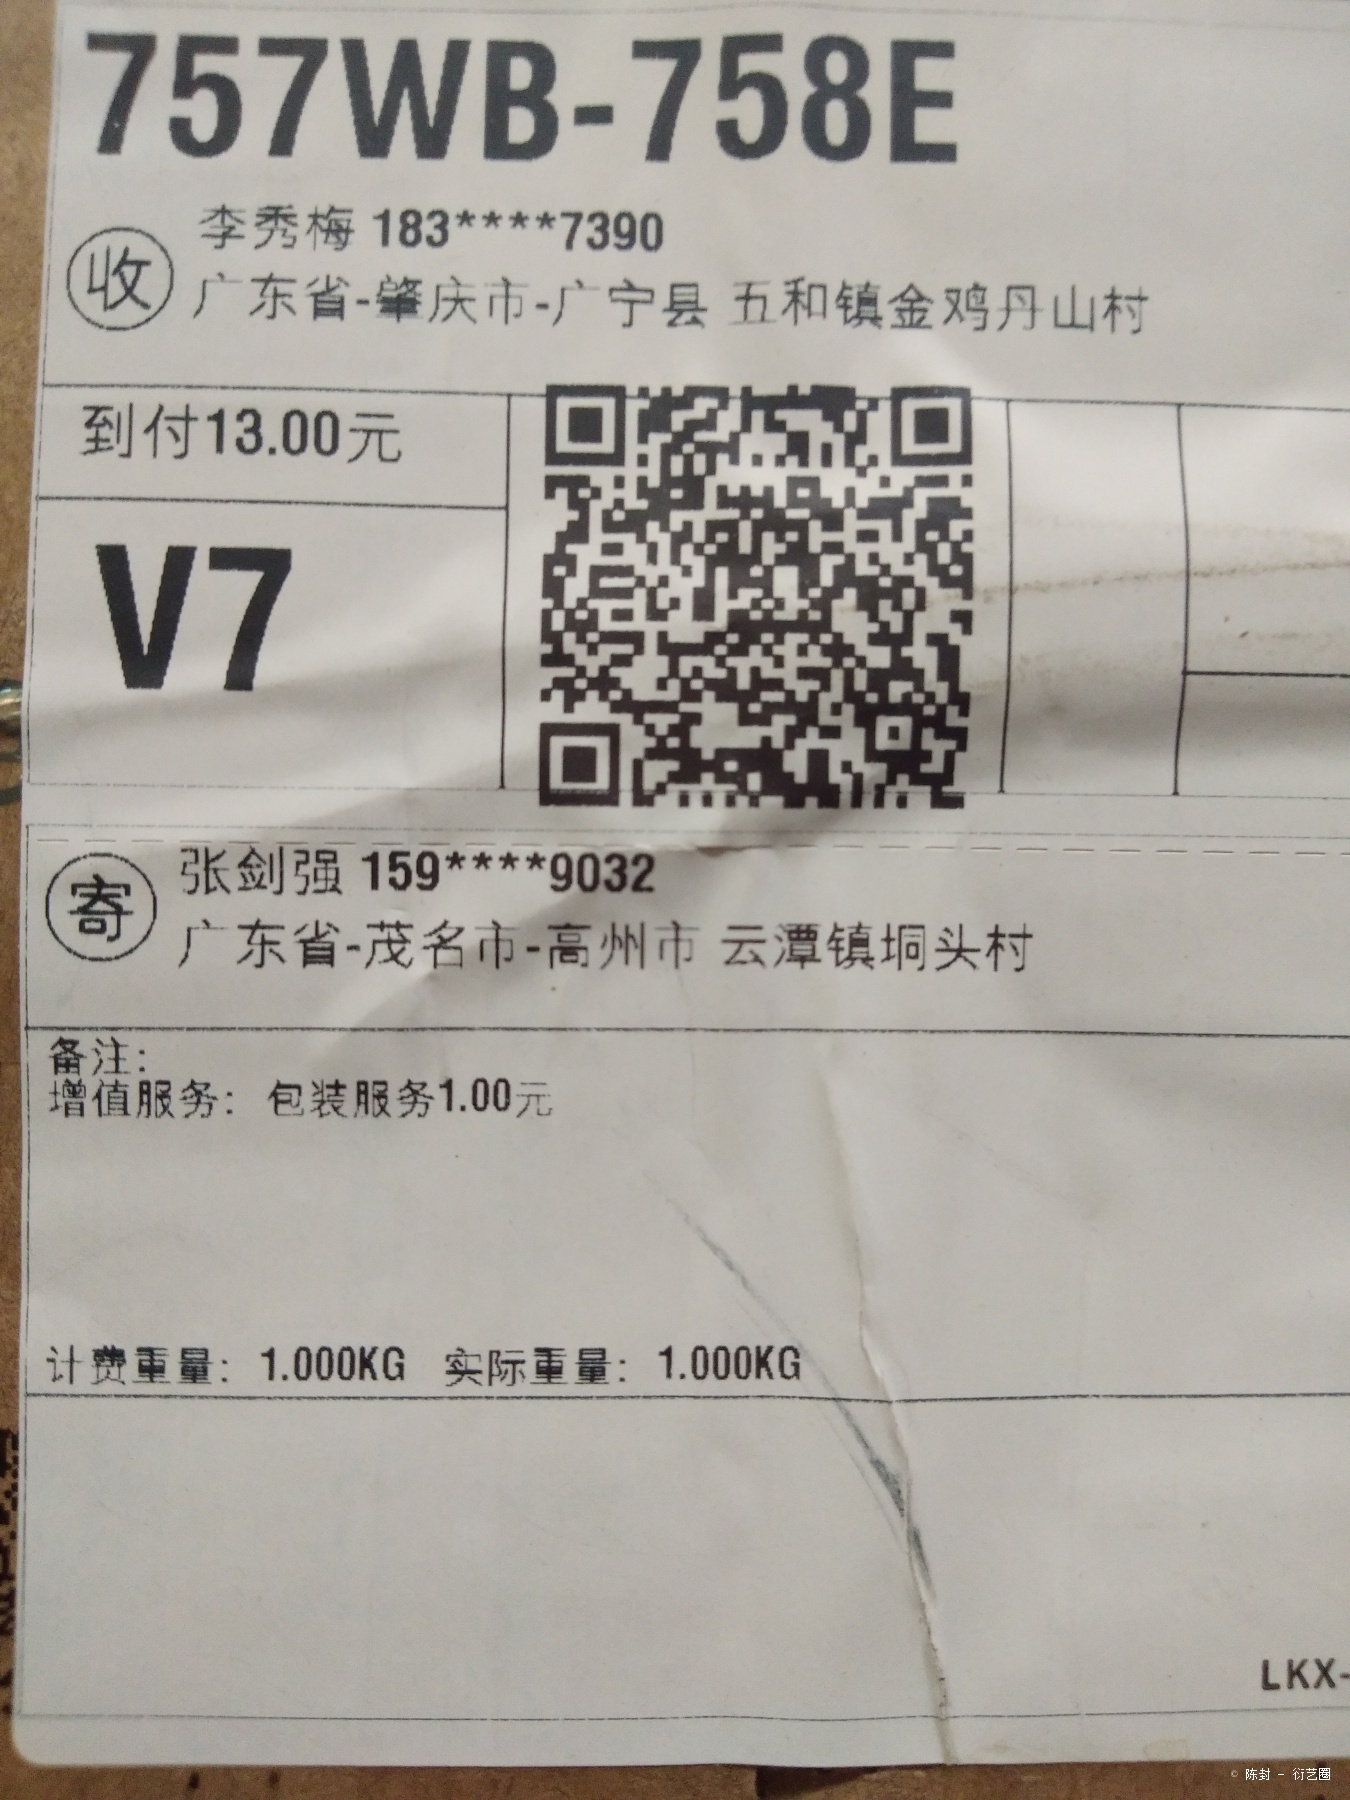 757WB-758E
李秀梅 183****7390
收
广东省-肇庆市-广宁县 五和镇金鸡丹山村
到付13.00元
V7
张剑强 159****9032
寄
广东省-茂名市-高州市 云潭镇垌头村
备注:
增值服务: 包装服务1.00元
计费重量: 1.000KG 实际重量: 1.000KG
LKX-
© 陈封 - 衍艺圈